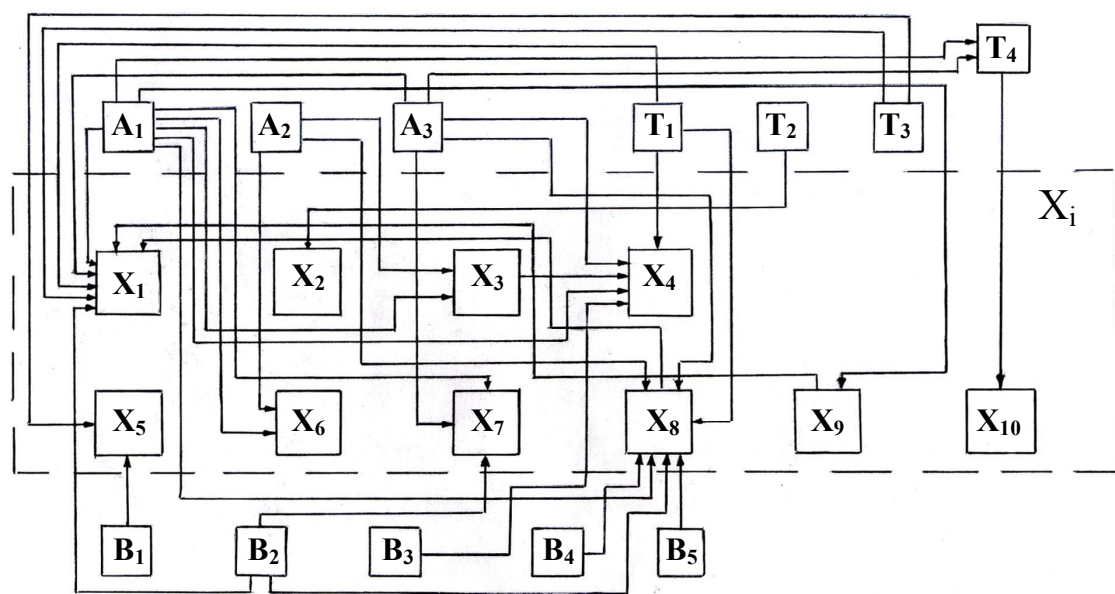 T₄
A₁ A₂ A₃ T₁ T₂ T₃
Xᵢ
X₁ X₂ X₃ X₄
X₅ X₆ X₇ X₈ X₉ X₁₀
B₁ B₂ B₃ B₄ B₅